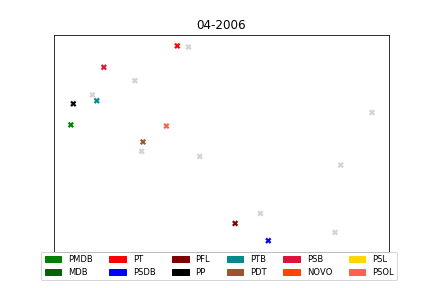 04-2006
PMDB PT PFL PTB PSB PSL
MDB PSDB PP PDT NOVO PSOL